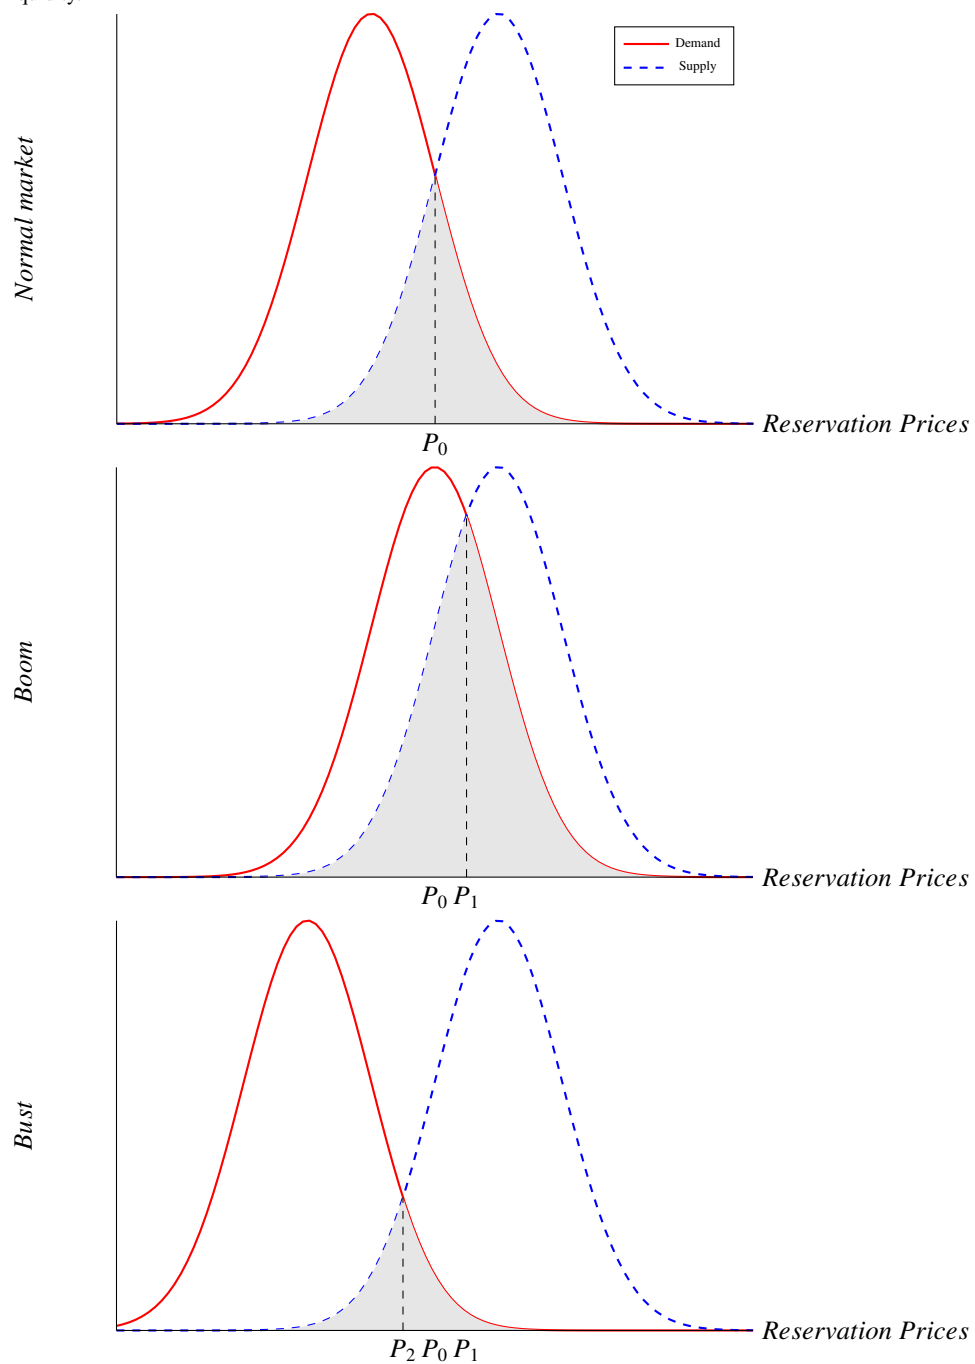 Demand
Supply
Normal market
P0
Reservation Prices
Boom
P0 P1
Reservation Prices
Bust
P2 P0 P1
Reservation Prices